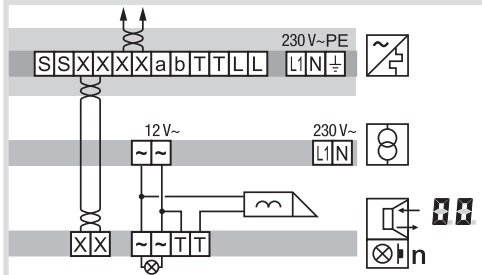 230 V~PE
S S X X X X a b T T L L L1 N
12 V~ 230 V~
~ ~ L1 N
X X ~ ~ T T
n